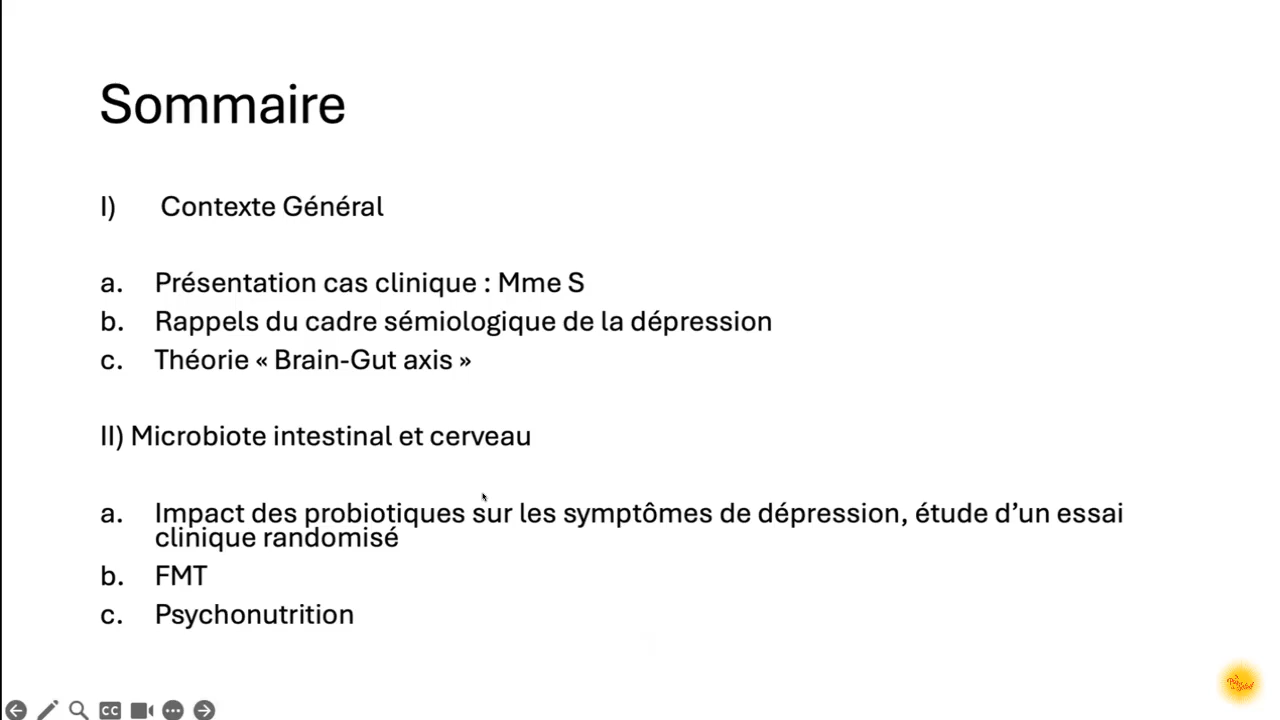 Sommaire
I) Contexte Général
a. Présentation cas clinique : Mme S
b. Rappels du cadre sémiologique de la dépression
c. Théorie « Brain-Gut axis »
II) Microbiote intestinal et cerveau
a. Impact des probiotiques sur les symptômes de dépression, étude d’un essai
clinique randomisé
b. FMT
c. Psychonutrition
CC